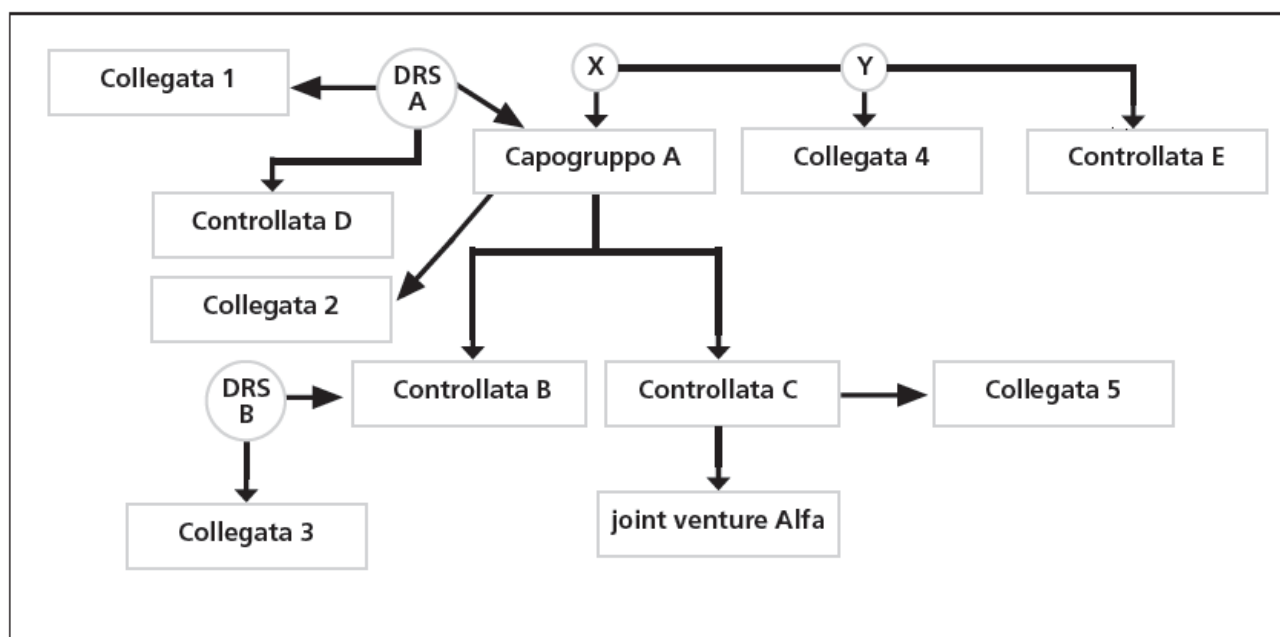 Collegata 1
DRS
A
X
Y
Capogruppo A
Collegata 4
Controllata E
Controllata D
Collegata 2
DRS
B
Controllata B
Controllata C
Collegata 5
Collegata 3
joint venture Alfa